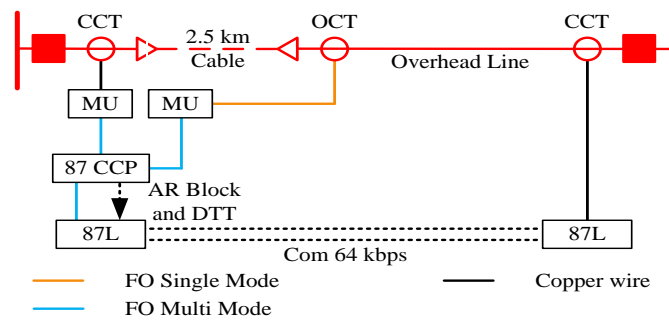 CCT
2.5 km
OCT
CCT
Cable
Overhead Line
MU
MU
87 CCP
AR Block
and DTT
87L
87L
Com 64 kbps
FO Single Mode
Copper wire
FO Multi Mode